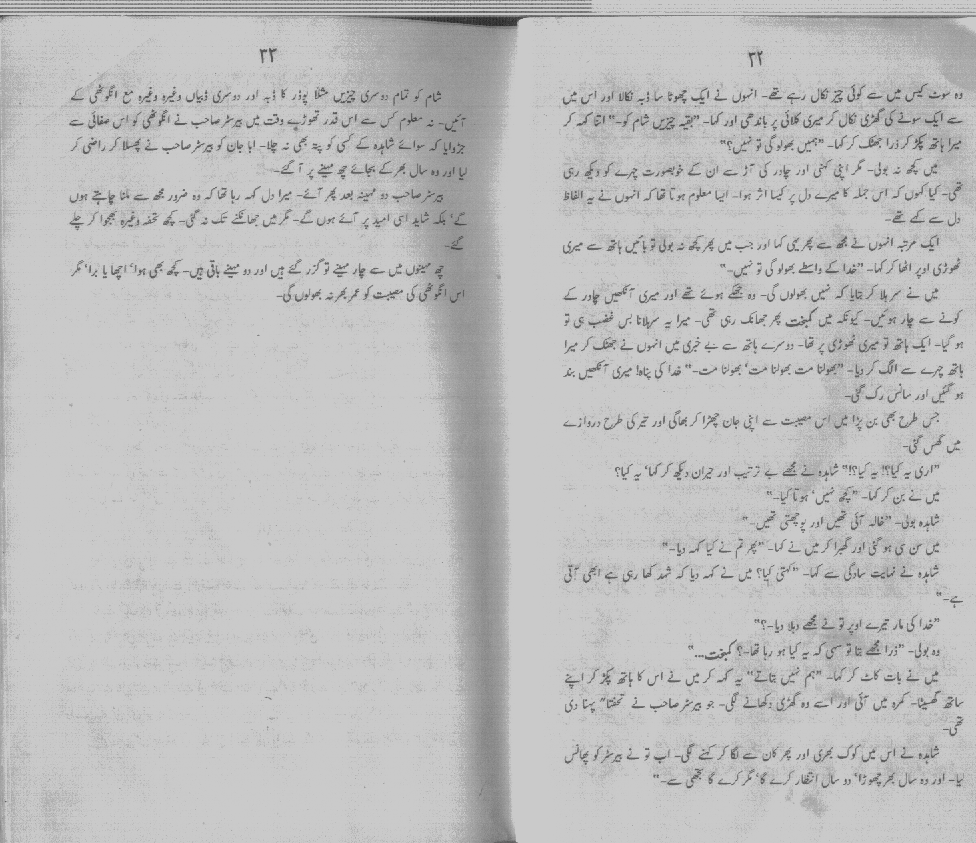 ۳۲
وہ سوٹ کیس میں سے کوئی چیز نکال رہے تھے۔ انہوں نے ایک چھوٹا سا ڈبہ نکالا اور اس میں
سے ایک سونے کی گھڑی نکال کر میری کلائی پر باندھی اور کہا۔ "بقیہ چیزیں شام کو۔" اتنا کہہ کر
میرا ہاتھ پکڑ کر ذرا جھٹک کر کہا۔ "ہمیں بھولو گی تو نہیں؟"
میں کچھ نہ بولی۔ مگر اپنی کہنی اور چادر کی آڑ سے ان کے خوبصورت چہرے کو دیکھ رہی
تھی۔ کیا کہوں کہ اس جملہ کا میرے دل پر کیسا اثر ہوا۔ ایسا معلوم ہوتا تھا کہ انہوں نے یہ الفاظ
دل سے کہے تھے۔
ایک مرتبہ انہوں نے مجھ سے پھر یہی کہا اور جب میں پھر کچھ نہ بولی تو بائیں ہاتھ سے میری
ٹھوڑی اوپر اٹھا کر کہا۔ "خدا کے واسطے بھولو گی تو نہیں۔"
میں نے سر ہلا کر بتایا کہ نہیں بھولوں گی۔ وہ جھکے ہوئے تھے اور میری آنکھیں چادر کے
کونے سے چار ہوئیں۔ کیونکہ میں کمبخت پھر جھانک رہی تھی۔ میرا یہ سر ہلانا بس غضب ہی تو
ہو گیا۔ ایک ہاتھ تو میری ٹھوڑی پر تھا۔ دوسرے ہاتھ سے بے خبری میں انہوں نے جھٹک کر میرا
ہاتھ چہرے سے الگ کر دیا۔ "بھولنا مت بھولنا مت' بھولنا مت۔" خدا کی پناہ! میری آنکھیں بند
ہو گئیں اور سانس رک گئی۔
جس طرح بھی بن پڑا میں اس مصیبت سے اپنی جان چھڑا کر بھاگی اور تیر کی طرح دروازے
میں گھس گئی۔
"اری یہ کیا؟! یہ کیا؟!" شاہدہ نے مجھے بے ترتیب اور حیران دیکھ کر کہا' یہ کیا؟
میں نے بن کر کہا۔ "کچھ نہیں' ہوتا کیا۔"
شاہدہ بولی۔ "خالہ آئی تھیں اور پوچھتی تھیں۔"
میں سن سی ہو گئی اور گھبرا کر میں نے کہا۔ "پھر تم نے کیا کہہ دیا۔"
شاہدہ نے نہایت سادگی سے کہا۔ "کہتی کیا؟ میں نے کہہ دیا کہ شہد کھا رہی ہے ابھی آتی
ہے۔"
"خدا کی مار تیرے اوپر تو نے مجھے دہلا دیا۔؟"
وہ بولی۔ "ذرا مجھے بتا تو سہی کہ یہ کیا ہو رہا تھا۔؟ کمبخت..."
میں نے بات کاٹ کر کہا۔ "ہم نہیں بتاتے" یہ کہہ کر میں نے اس کا ہاتھ پکڑ کر اپنے
ساتھ گھسیٹا۔ کمرہ میں آئی اور اسے وہ گھڑی دکھانے لگی۔ جو بیرسٹر صاحب نے تحفتا" پہنا دی
تھی۔
شاہدہ نے اس میں کوک بھری اور پھر کان سے لگا کر کہنے لگی۔ اب تو نے بیرسٹر کو پھانس
لیا۔ اور وہ سال بھر چھوڑا' دو سال انتظار کرے گا' مگر کرے گا تجھی سے۔"
۳۳
شام کو تمام دوسری چیزیں مثلاً پوڈر کا ڈبہ اور دوسری ڈبیاں وغیرہ وغیرہ مع انگوٹھی کے
آئیں۔ نہ معلوم کس سے اس قدر تھوڑے وقت میں بیرسٹر صاحب نے انگوٹھی کو اس صفائی سے
جڑوایا کہ سوائے شاہدہ کے کسی کو پتہ بھی نہ چلا۔ ابا جان کو بیرسٹر صاحب نے پھسلا کر راضی کر
لیا اور وہ سال بھر کے بجائے چھ مہینے پر آ گئے۔
بیرسٹر صاحب دو مہینہ بعد پھر آئے۔ میرا دل کہہ رہا تھا کہ وہ ضرور مجھ سے ملنا چاہتے ہوں
گے' بلکہ شاید اسی امید پر آئے ہوں گے۔ مگر میں جھانکنے تک نہ گئی۔ کچھ تحفہ وغیرہ بھجوا کر چلے
گئے۔
چھ مہینوں میں سے چار مہینے تو گزر گئے ہیں اور دو مہینے باقی ہیں۔ کچھ بھی ہوا' اچھا یا برا' مگر
اس انگوٹھی کی مصیبت کو عمر بھر نہ بھولوں گی۔